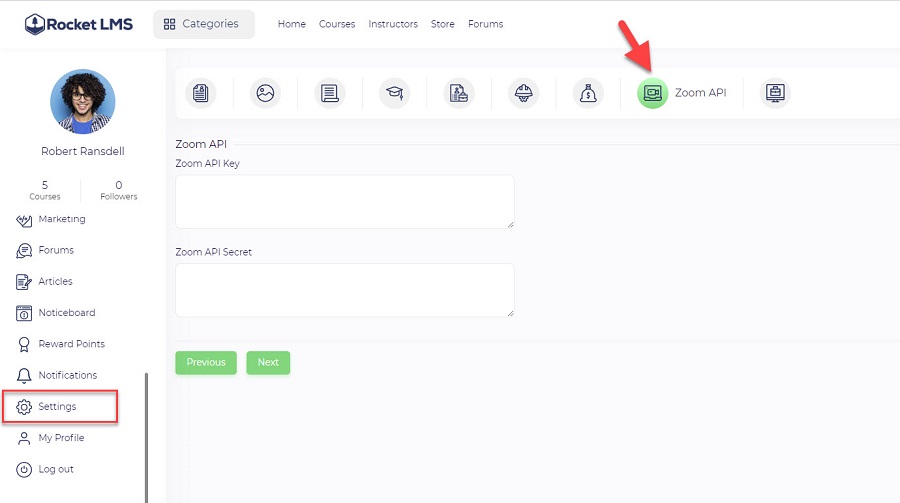 Rocket LMS
Categories
Home Courses Instructors Store Forums
Zoom API
Robert Ransdell
5 0
Courses Followers
Marketing
Forums
Articles
Noticeboard
Reward Points
Notifications
Settings
My Profile
Log out
Zoom API
Zoom API Key
Zoom API Secret
Previous Next